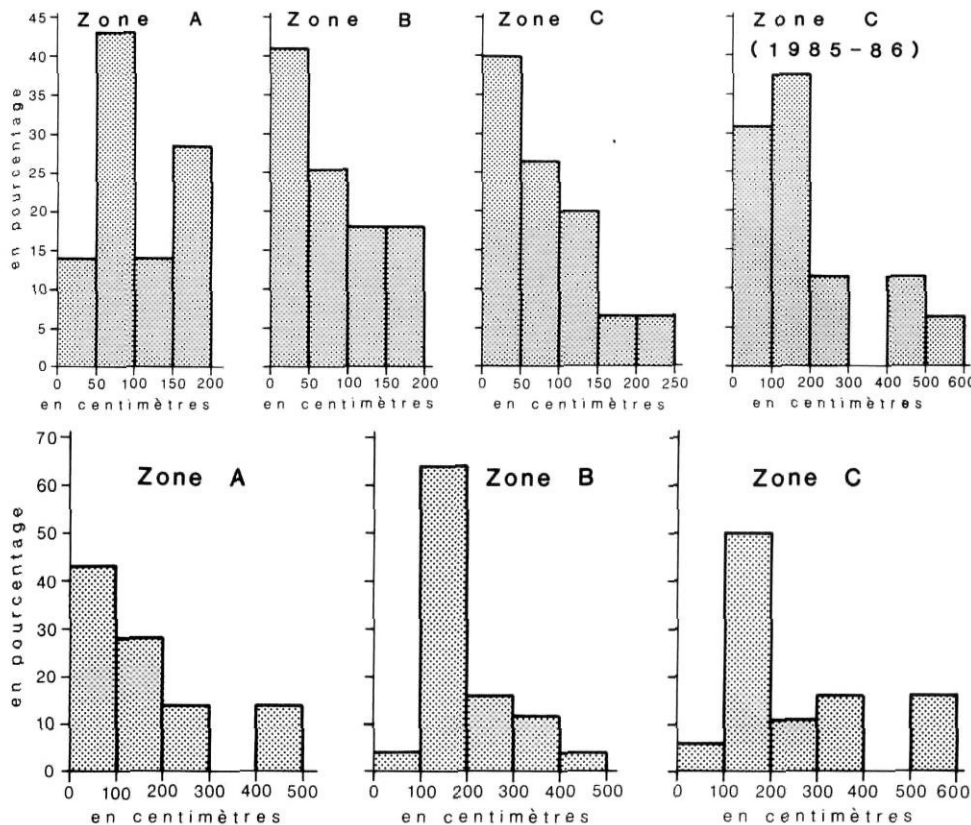 Zone A
45
40
35
30
25
20
15
10
5
0
en pourcentage
0 50 100 150 200
en centimètres
Zone B
0 50 100 150 200
en centimètres
Zone C
0 50 100 150 200 250
en centimètres
Zone C
(1985-86)
0 100 200 300 400 500 600
en centimètres
Zone A
70
60
50
40
30
20
10
0
en pourcentage
0 100 200 300 400 500
en centimètres
Zone B
0 100 200 300 400 500
en centimètres
Zone C
0 100 200 300 400 500 600
en centimètres